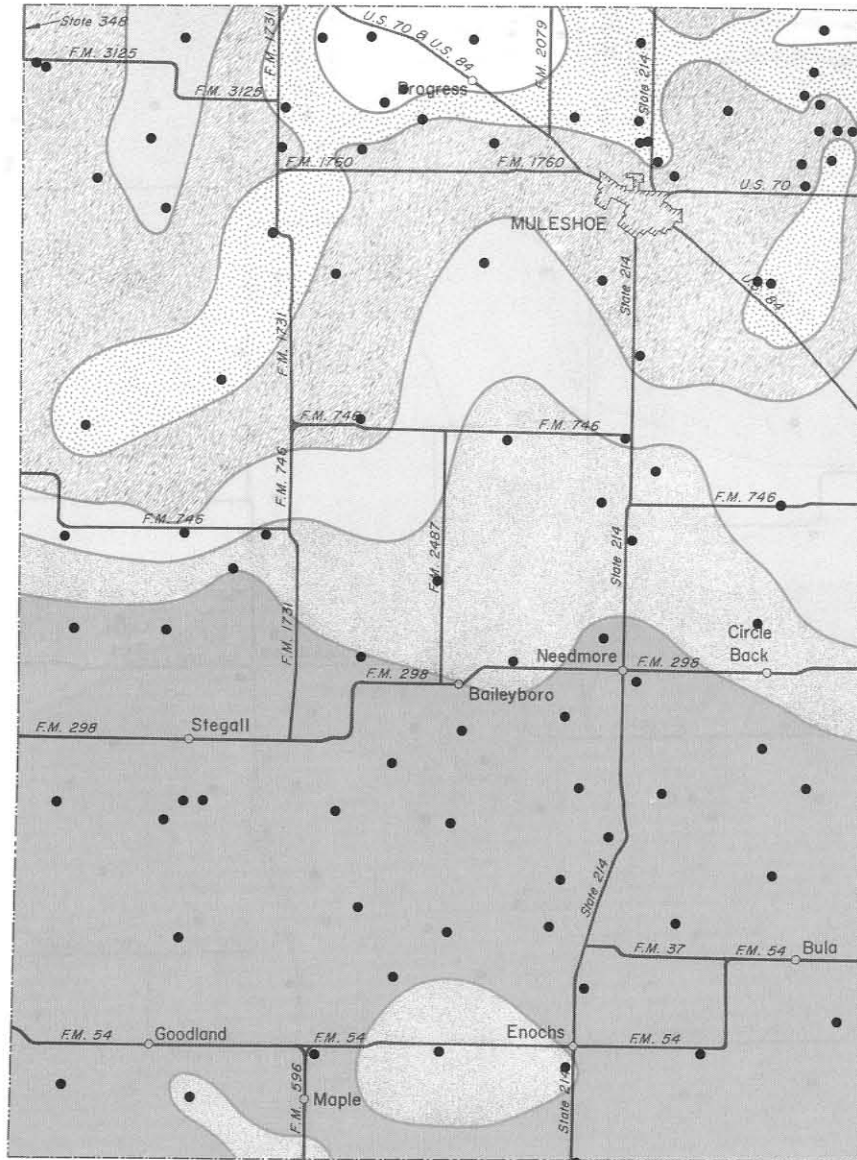 State 348
F.M. 3125
F.M. 3125
F.M. 1731
U.S. 70 & U.S. 84
F.M. 2079
State 214
Progress
F.M. 1760
F.M. 1760
U.S. 70
MULESHOE
State 214
U.S. 84
F.M. 1731
F.M. 746
F.M. 746
F.M. 746
F.M. 746
F.M. 746
F.M. 2487
State 214
F.M. 1731
Circle
Back
Needmore
F.M. 298
F.M. 298
Baileyboro
Stegall
F.M. 298
State 214
F.M. 37
F.M. 54
Bula
F.M. 54
Goodland
F.M. 54
Enochs
F.M. 54
F.M. 596
Maple
State 214